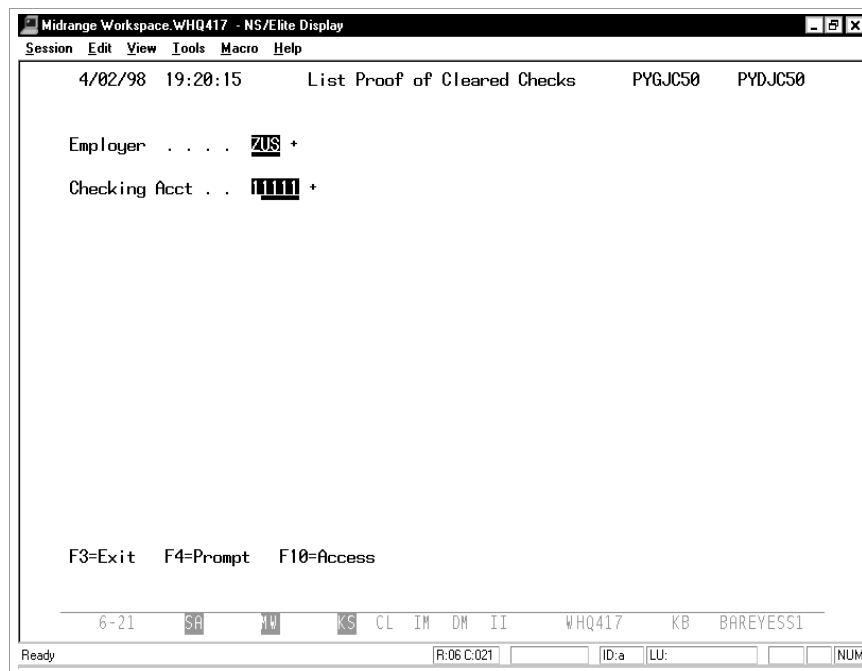 Midrange Workspace.WHQ417 - NS/Elite Display
Session Edit View Tools Macro Help
4/02/98 19:20:15 List Proof of Cleared Checks PYGJC50 PYDJC50
Employer . . . . ZUS +
Checking Acct . . 11111 +
F3=Exit F4=Prompt F10=Access
6-21 SA MW KS CL IM DM II WHQ417 KB BAREYESS1
Ready R:06 C:021 ID:a LU: NUM